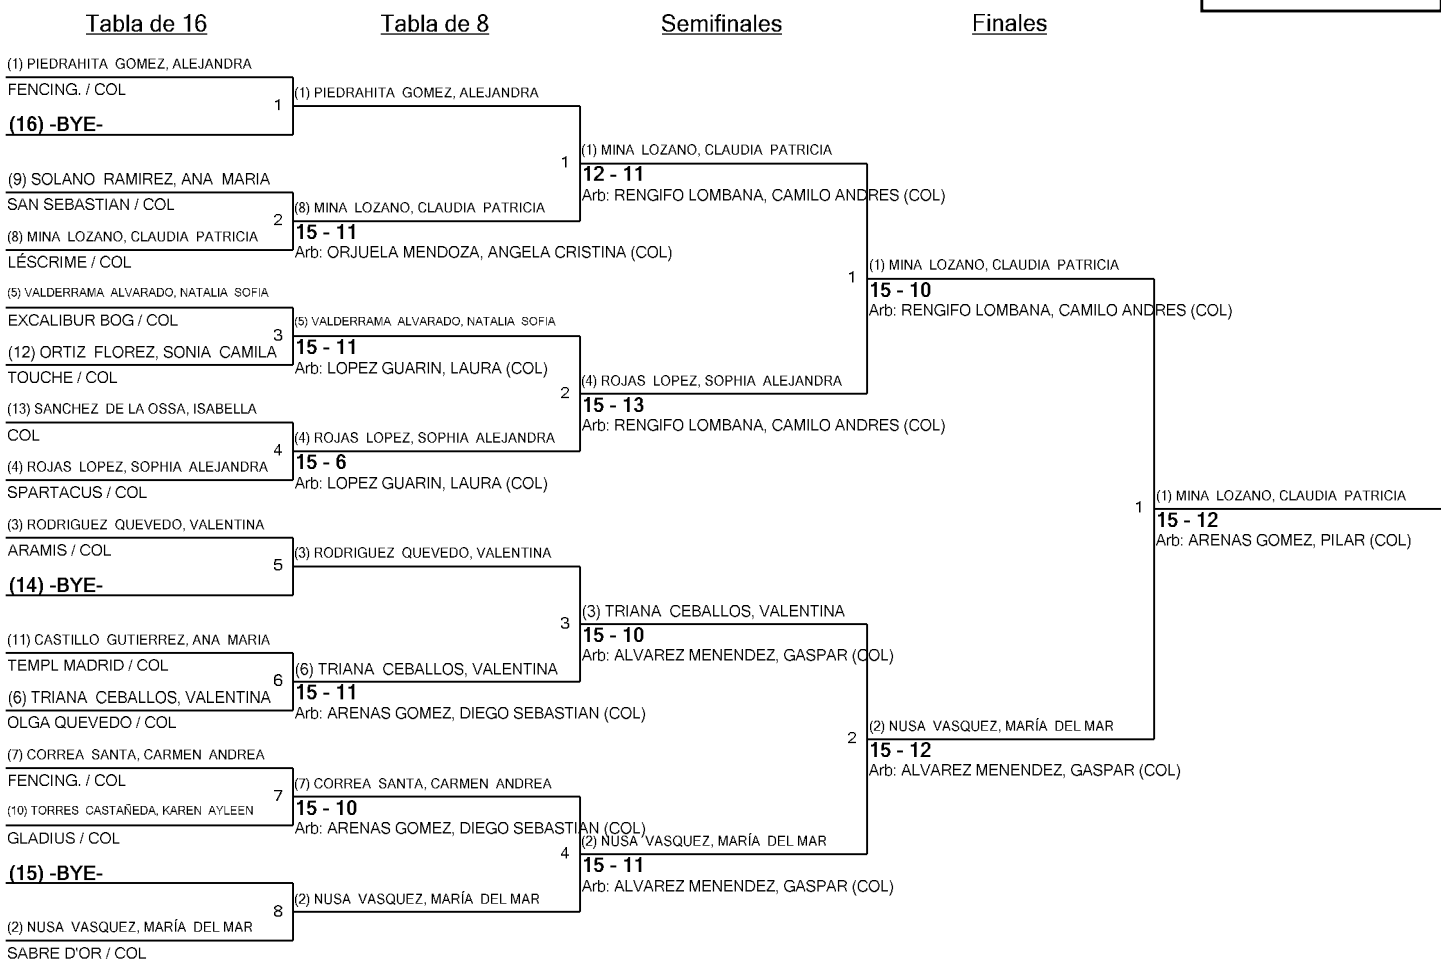 Tabla de 16
Tabla de 8
Semifinales
Finales
(1) PIEDRAHITA GOMEZ, ALEJANDRA
FENCING. / COL
1
(16) -BYE-
(9) SOLANO RAMIREZ, ANA MARIA
SAN SEBASTIAN / COL
2
(8) MINA LOZANO, CLAUDIA PATRICIA
LÉSCRIME / COL
(5) VALDERRAMA ALVARADO, NATALIA SOFIA
EXCALIBUR BOG / COL
3
(12) ORTIZ FLOREZ, SONIA CAMILA
TOUCHE / COL
(13) SANCHEZ DE LA OSSA, ISABELLA
COL
4
(4) ROJAS LOPEZ, SOPHIA ALEJANDRA
SPARTACUS / COL
(3) RODRIGUEZ QUEVEDO, VALENTINA
ARAMIS / COL
5
(14) -BYE-
(11) CASTILLO GUTIERREZ, ANA MARIA
TEMPL MADRID / COL
6
(6) TRIANA CEBALLOS, VALENTINA
OLGA QUEVEDO / COL
(7) CORREA SANTA, CARMEN ANDREA
FENCING. / COL
7
(10) TORRES CASTAÑEDA, KAREN AYLEEN
GLADIUS / COL
(15) -BYE-
8
(2) NUSA VASQUEZ, MARÍA DEL MAR
SABRE D'OR / COL
(1) PIEDRAHITA GOMEZ, ALEJANDRA
1
(8) MINA LOZANO, CLAUDIA PATRICIA
15 - 11
Arb: ORJUELA MENDOZA, ANGELA CRISTINA (COL)
(5) VALDERRAMA ALVARADO, NATALIA SOFIA
15 - 11
Arb: LOPEZ GUARIN, LAURA (COL)
2
(4) ROJAS LOPEZ, SOPHIA ALEJANDRA
15 - 6
Arb: LOPEZ GUARIN, LAURA (COL)
(3) RODRIGUEZ QUEVEDO, VALENTINA
3
(6) TRIANA CEBALLOS, VALENTINA
15 - 11
Arb: ARENAS GOMEZ, DIEGO SEBASTIAN (COL)
(7) CORREA SANTA, CARMEN ANDREA
15 - 10
Arb: ARENAS GOMEZ, DIEGO SEBASTIAN (COL)
4
(2) NUSA VASQUEZ, MARÍA DEL MAR
(1) MINA LOZANO, CLAUDIA PATRICIA
12 - 11
Arb: RENGIFO LOMBANA, CAMILO ANDRES (COL)
1
(4) ROJAS LOPEZ, SOPHIA ALEJANDRA
15 - 13
Arb: RENGIFO LOMBANA, CAMILO ANDRES (COL)
(3) TRIANA CEBALLOS, VALENTINA
15 - 10
Arb: ALVAREZ MENENDEZ, GASPAR (COL)
2
(2) NUSA VASQUEZ, MARÍA DEL MAR
15 - 11
Arb: ALVAREZ MENENDEZ, GASPAR (COL)
(1) MINA LOZANO, CLAUDIA PATRICIA
15 - 10
Arb: RENGIFO LOMBANA, CAMILO ANDRES (COL)
1
(2) NUSA VASQUEZ, MARÍA DEL MAR
15 - 12
Arb: ALVAREZ MENENDEZ, GASPAR (COL)
(1) MINA LOZANO, CLAUDIA PATRICIA
15 - 12
Arb: ARENAS GOMEZ, PILAR (COL)